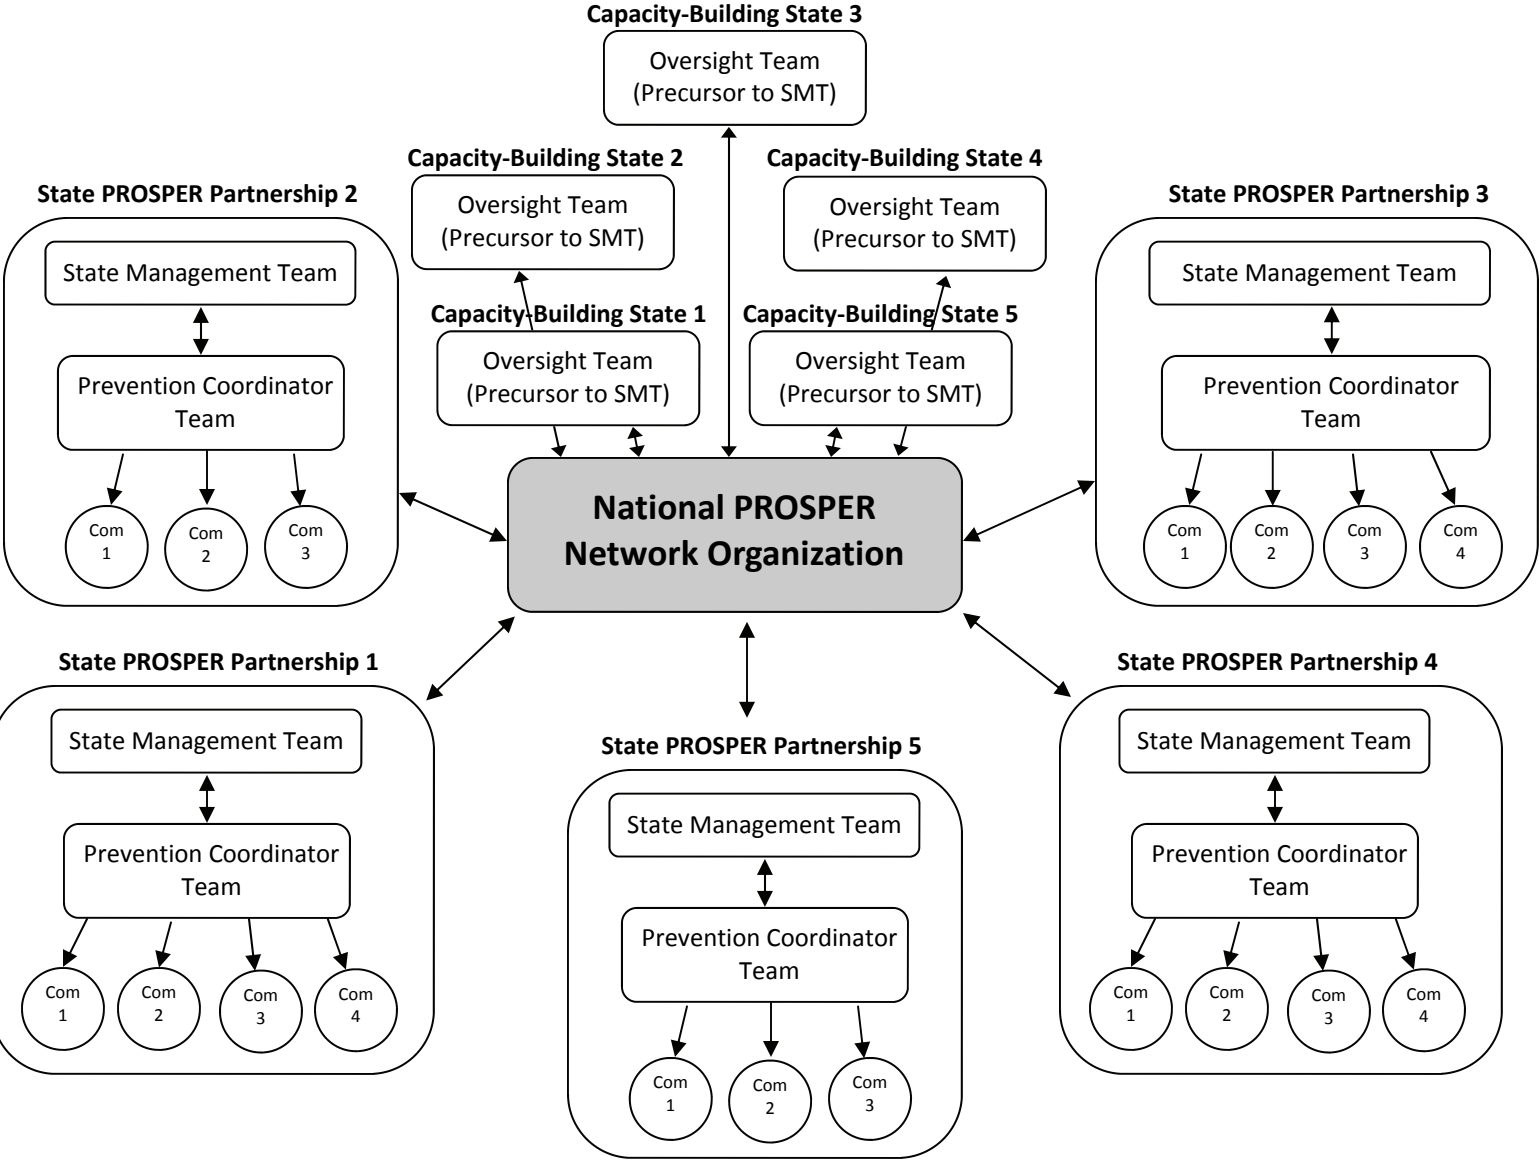 Capacity-Building State 3
Oversight Team
(Precursor to SMT)
Capacity-Building State 2
Oversight Team
(Precursor to SMT)
Capacity-Building State 4
Oversight Team
(Precursor to SMT)
Capacity-Building State 1
Oversight Team
(Precursor to SMT)
Capacity-Building State 5
Oversight Team
(Precursor to SMT)
State PROSPER Partnership 2
State Management Team
Prevention Coordinator
Team
Com
1
Com
2
Com
3
State PROSPER Partnership 3
State Management Team
Prevention Coordinator
Team
Com
1
Com
2
Com
3
Com
4
National PROSPER
Network Organization
State PROSPER Partnership 1
State Management Team
Prevention Coordinator
Team
Com
1
Com
2
Com
3
Com
4
State PROSPER Partnership 5
State Management Team
Prevention Coordinator
Team
Com
1
Com
2
Com
3
State PROSPER Partnership 4
State Management Team
Prevention Coordinator
Team
Com
1
Com
2
Com
3
Com
4